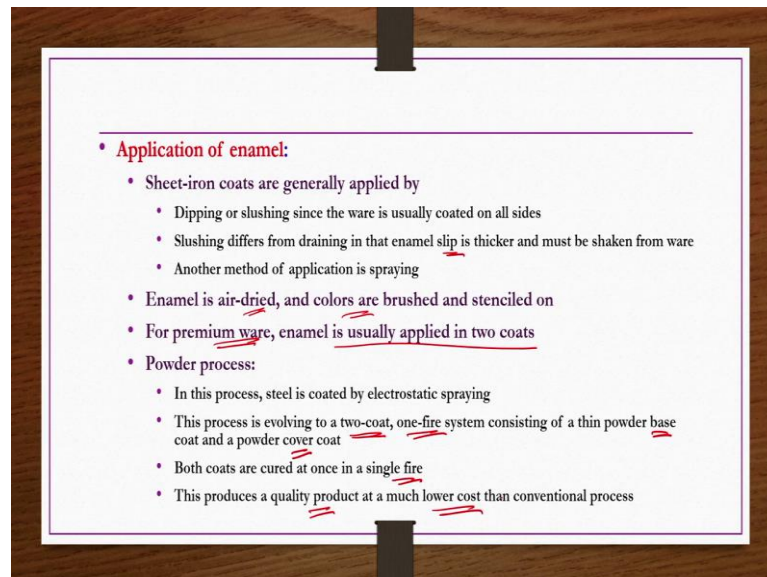 • Application of enamel:
• Sheet-iron coats are generally applied by
• Dipping or slushing since the ware is usually coated on all sides
• Slushing differs from draining in that enamel slip is thicker and must be shaken from ware
• Another method of application is spraying
• Enamel is air-dried, and colors are brushed and stenciled on
• For premium ware, enamel is usually applied in two coats
• Powder process:
• In this process, steel is coated by electrostatic spraying
• This process is evolving to a two-coat, one-fire system consisting of a thin powder base
coat and a powder cover coat
• Both coats are cured at once in a single fire
• This produces a quality product at a much lower cost than conventional process